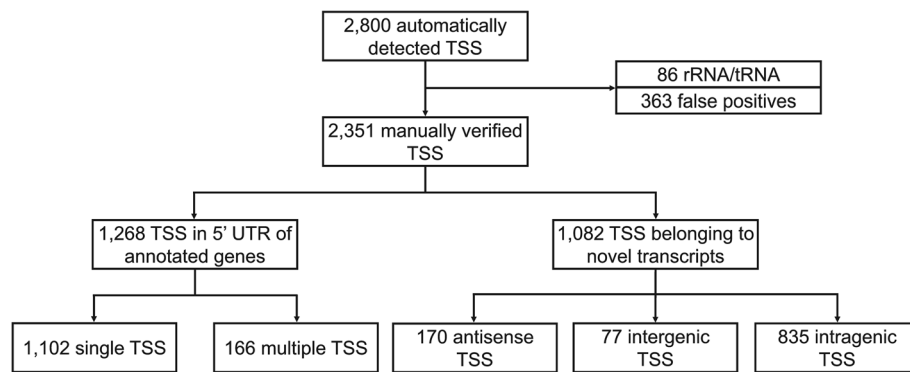 2,800 automatically
detected TSS
86 rRNA/tRNA
363 false positives
2,351 manually verified
TSS
1,268 TSS in 5' UTR of
annotated genes
1,082 TSS belonging to
novel transcripts
1,102 single TSS
166 multiple TSS
170 antisense
TSS
77 intergenic
TSS
835 intragenic
TSS